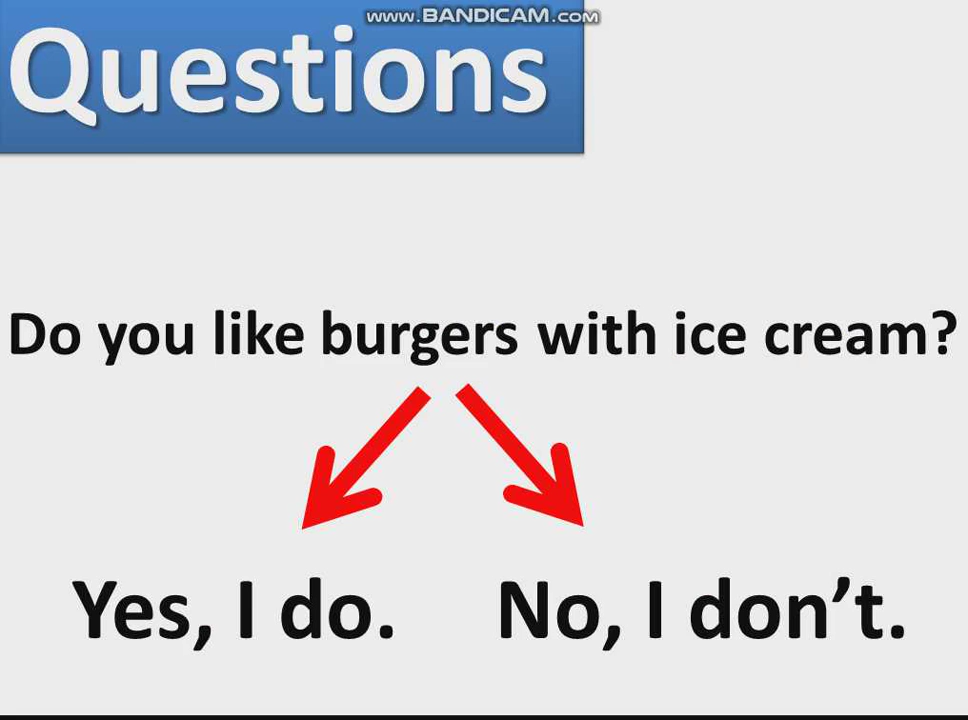 www.BANDICAM.com
Questions
Do you like burgers with ice cream?
Yes, I do. No, I don’t.